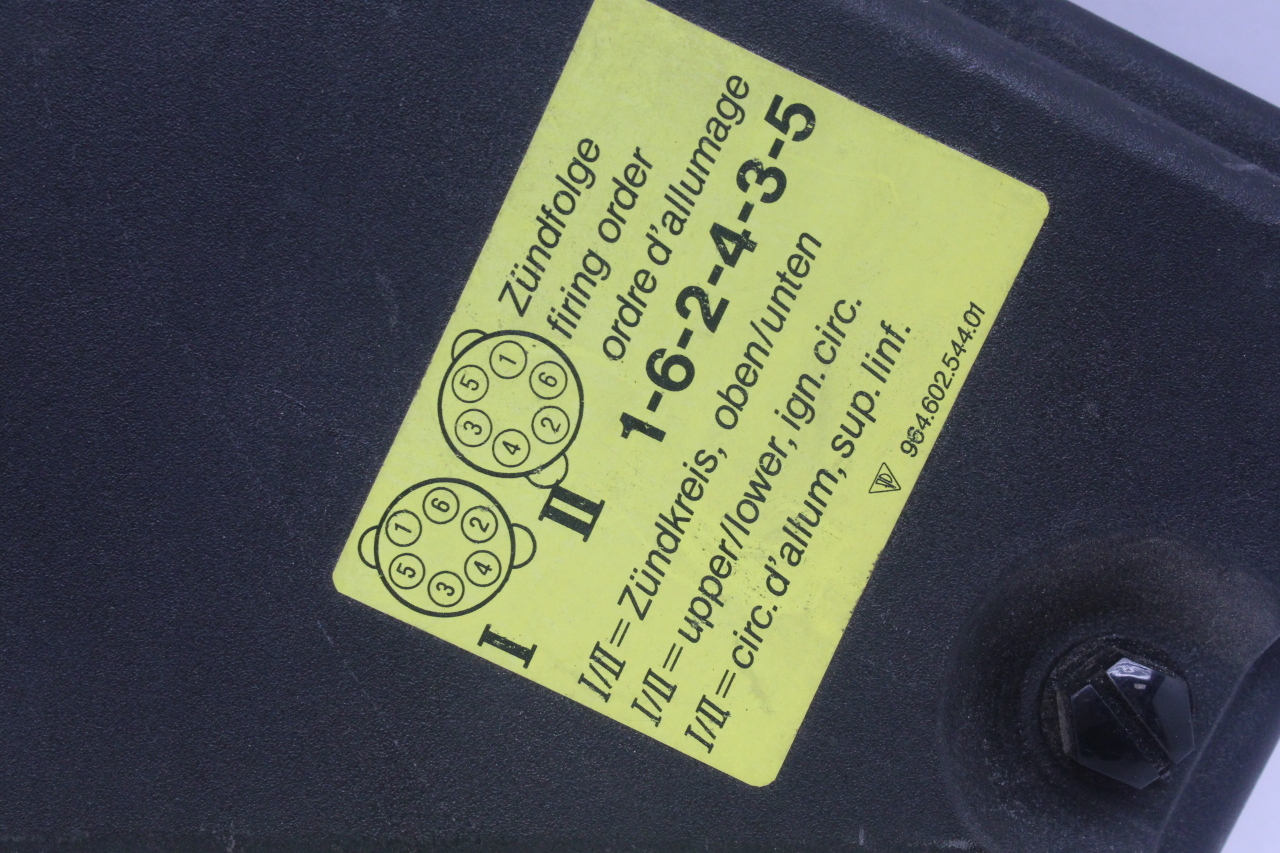 Zündfolge
firing order
ordre d'allumage
1-6-2-4-3-5
1 6 2 4 3 5
1 6 2 4 3 5
I
II
I/II = Zündkreis, oben/unten
I/II = upper/lower, ign. circ.
I/II = circ. d'allum, sup. linf.
964.602.544.01